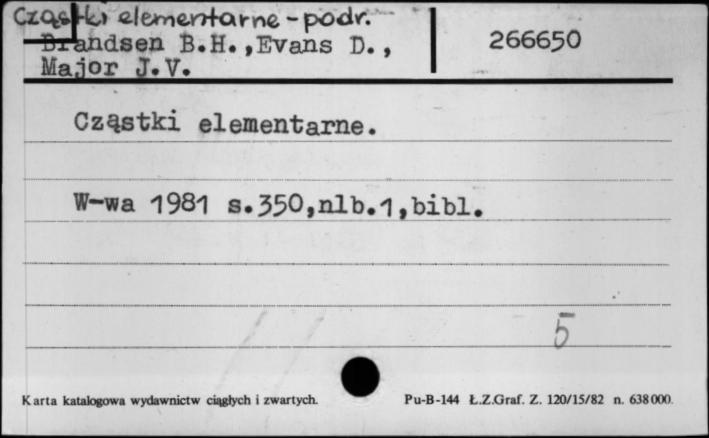 Cząstki elementarne - podr.
Brandsen B.H.,Evans D.,
Major J.V.
266650
Cząstki elementarne.
W-wa 1981 s.350,nlb.1,bibl.
5
Karta katalogowa wydawnictw ciągłych i zwartych.
Pu-B-144 Ł.Z.Graf. Z. 120/15/82 n. 638000.